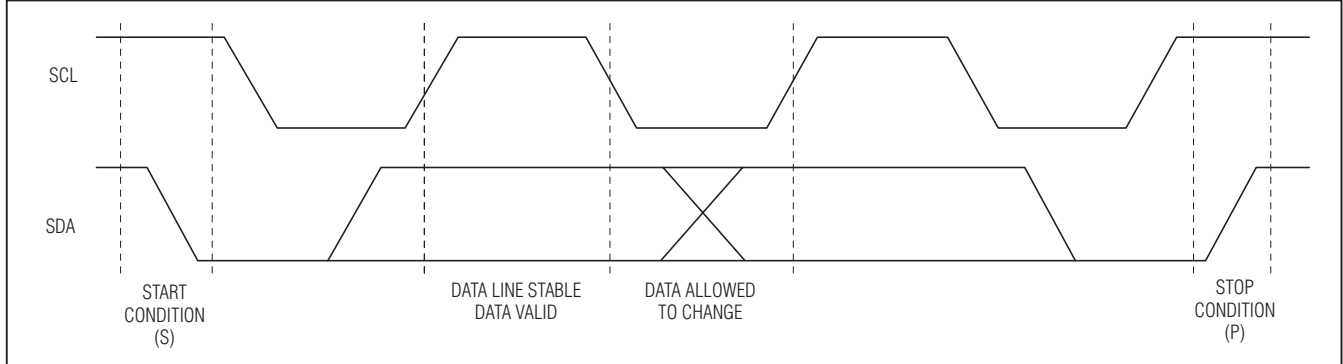 SCL
SDA
START
CONDITION
(S)
DATA LINE STABLE
DATA VALID
DATA ALLOWED
TO CHANGE
STOP
CONDITION
(P)